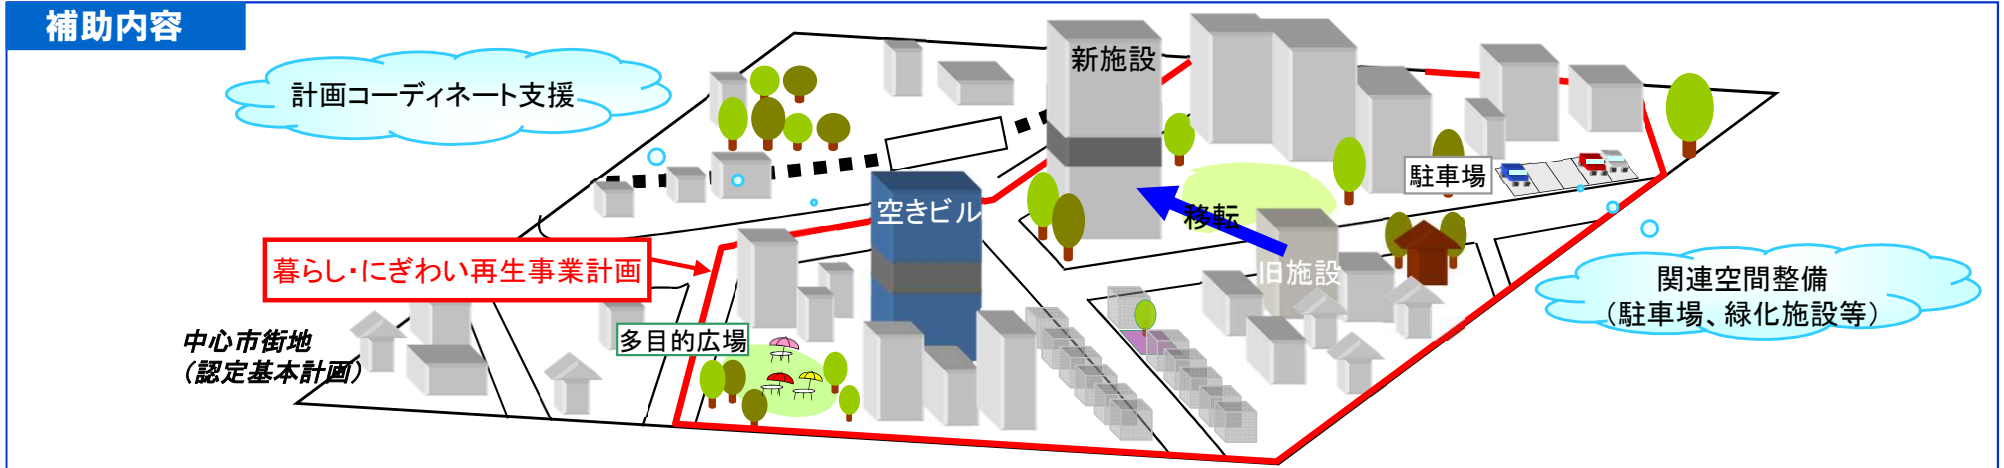 補助内容
計画コーディネート支援
新施設
駐車場
空きビル
移転
旧施設
暮らし・にぎわい再生事業計画
関連空間整備
（駐車場、緑化施設等）
多目的広場
中心市街地
（認定基本計画）